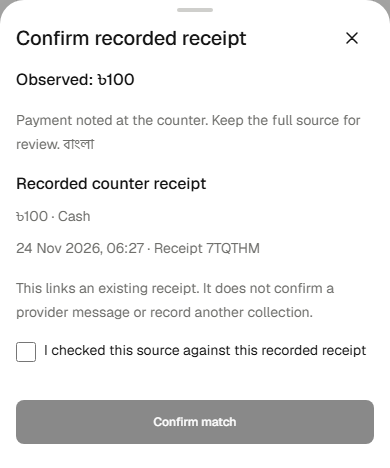 Confirm recorded receipt
Observed: ৳100
Payment noted at the counter. Keep the full source for
review. বাংলা
Recorded counter receipt
৳100 · Cash
24 Nov 2026, 06:27 · Receipt 7TQTHM
This links an existing receipt. It does not confirm a
provider message or record another collection.
I checked this source against this recorded receipt
Confirm match